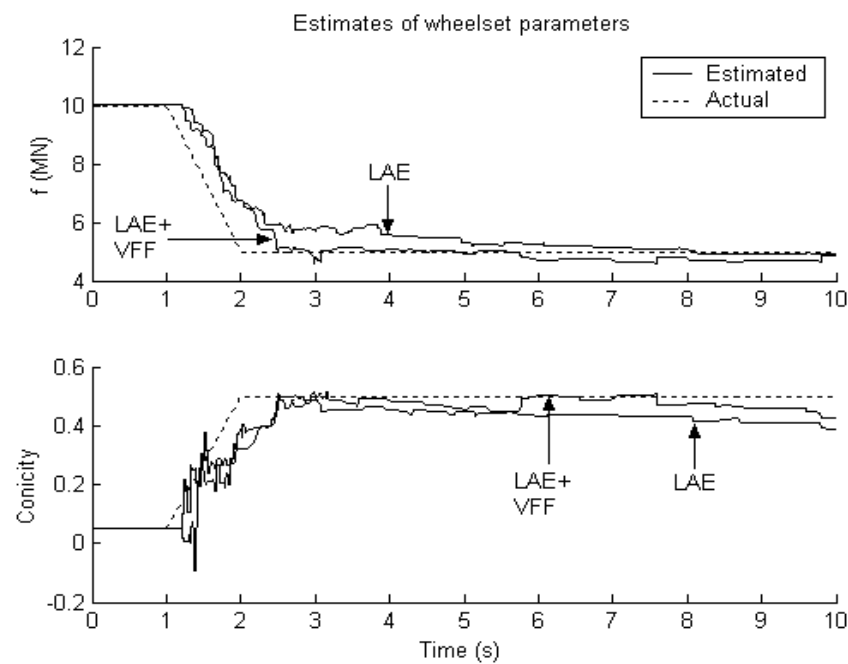 Estimates of wheelset parameters
12
10
8
6
4
f (MN)
Estimated
Actual
LAE
LAE+
VFF
0 1 2 3 4 5 6 7 8 9 10
0.6
0.4
0.2
0
-0.2
Conicity
LAE+
VFF
LAE
0 1 2 3 4 5 6 7 8 9 10
Time (s)